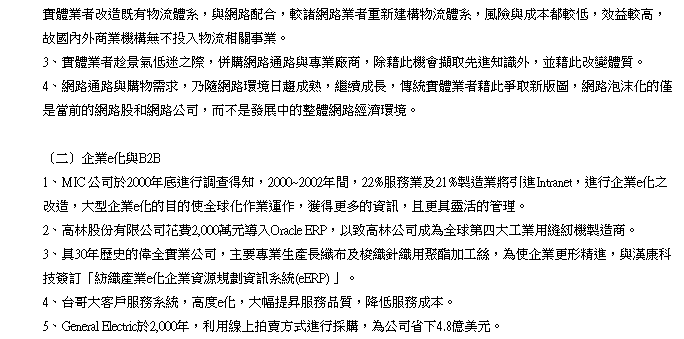 實體業者改造既有物流體系，與網路配合，較諸網路業者重新建構物流體系，風險與成本都較低，效益較高，
故國內外商業機構無不投入物流相關事業。
3、實體業者趁景氣低迷之際，併購網路通路與專業廠商，除藉此機會擷取先進知識外，並藉此改變體質。
4、網路通路與購物需求，乃隨網路環境日趨成熟，繼續成長，傳統實體業者藉此爭取新版圖，網路泡沫化的僅
是當前的網路股和網路公司，而不是發展中的整體網路經濟環境。
（二）企業e化與B2B
1、MIC公司於2000年底進行調查得知，2000~2002年間，22%服務業及21%製造業將引進Intranet，進行企業e化之
改造，大型企業e化的目的使全球化作業運作，獲得更多的資訊，且更具靈活的管理。
2、高林股份有限公司花費2,000萬元導入Oracle ERP，以致高林公司成為全球第四大工業用縫紉機製造商。
3、具30年歷史的偉全實業公司，主要專業生產長纖布及梭織針織用聚酯加工絲，為使企業更形精進，與漢康科
技簽訂「紡織產業e化企業資源規劃資訊系統(eERP)」。
4、台哥大客戶服務系統，高度e化，大幅提昇服務品質，降低服務成本。
5、General Electric於2,000年，利用線上拍賣方式進行採購，為公司省下4.8億美元。